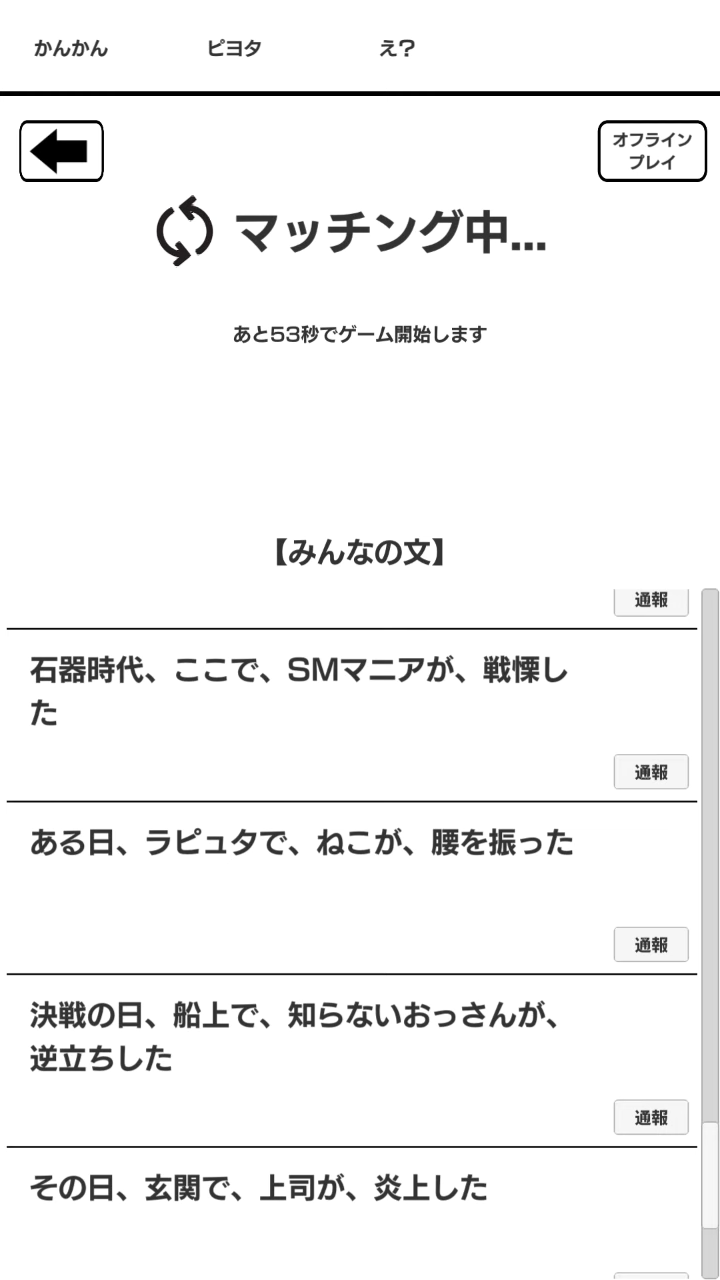 かんかん ピヨタ え？
オフライン
プレイ
マッチング中...
あと53秒でゲーム開始します
【みんなの文】
通報
石器時代、ここで、SMマニアが、戦慄し
た
通報
ある日、ラピュタで、ねこが、腰を振った
通報
決戦の日、船上で、知らないおっさんが、
逆立ちした
通報
その日、玄関で、上司が、炎上した